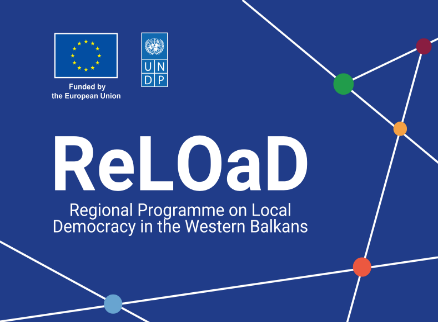 Funded by
the European Union
U N
D P
ReLOaD
Regional Programme on Local
Democracy in the Western Balkans